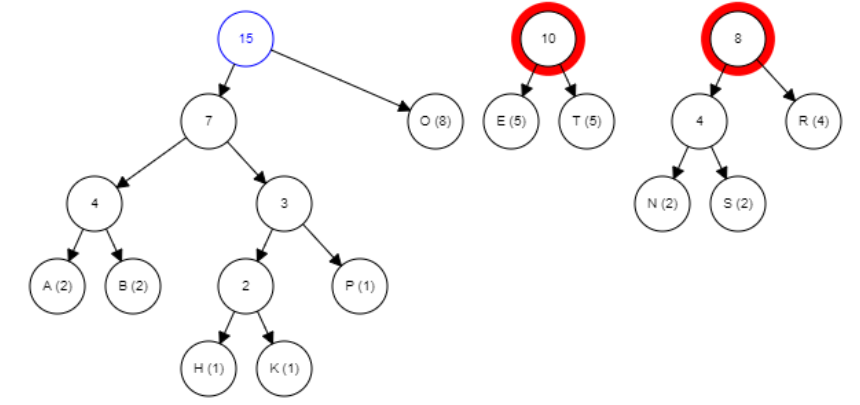 15
10
8
7
O (8)
E (5)
T (5)
4
R (4)
4
3
N (2)
S (2)
A (2)
B (2)
2
P (1)
H (1)
K (1)